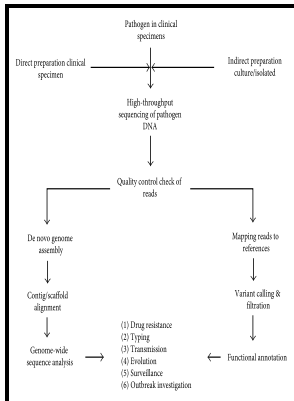 Pathogen in clinical
specimens
Direct preparation clinical
specimen
Indirect preparation
culture/isolated
High-throughput
sequencing of pathogen
DNA
Quality control check of
reads
De novo genome
assembly
Mapping reads to
references
Contig/scaffold
alignment
Variant calling &
filtration
Genome-wide
sequence analysis
(1) Drug resistance
(2) Typing
(3) Transmission
(4) Evolution
(5) Surveillance
(6) Outbreak investigation
Functional annotation